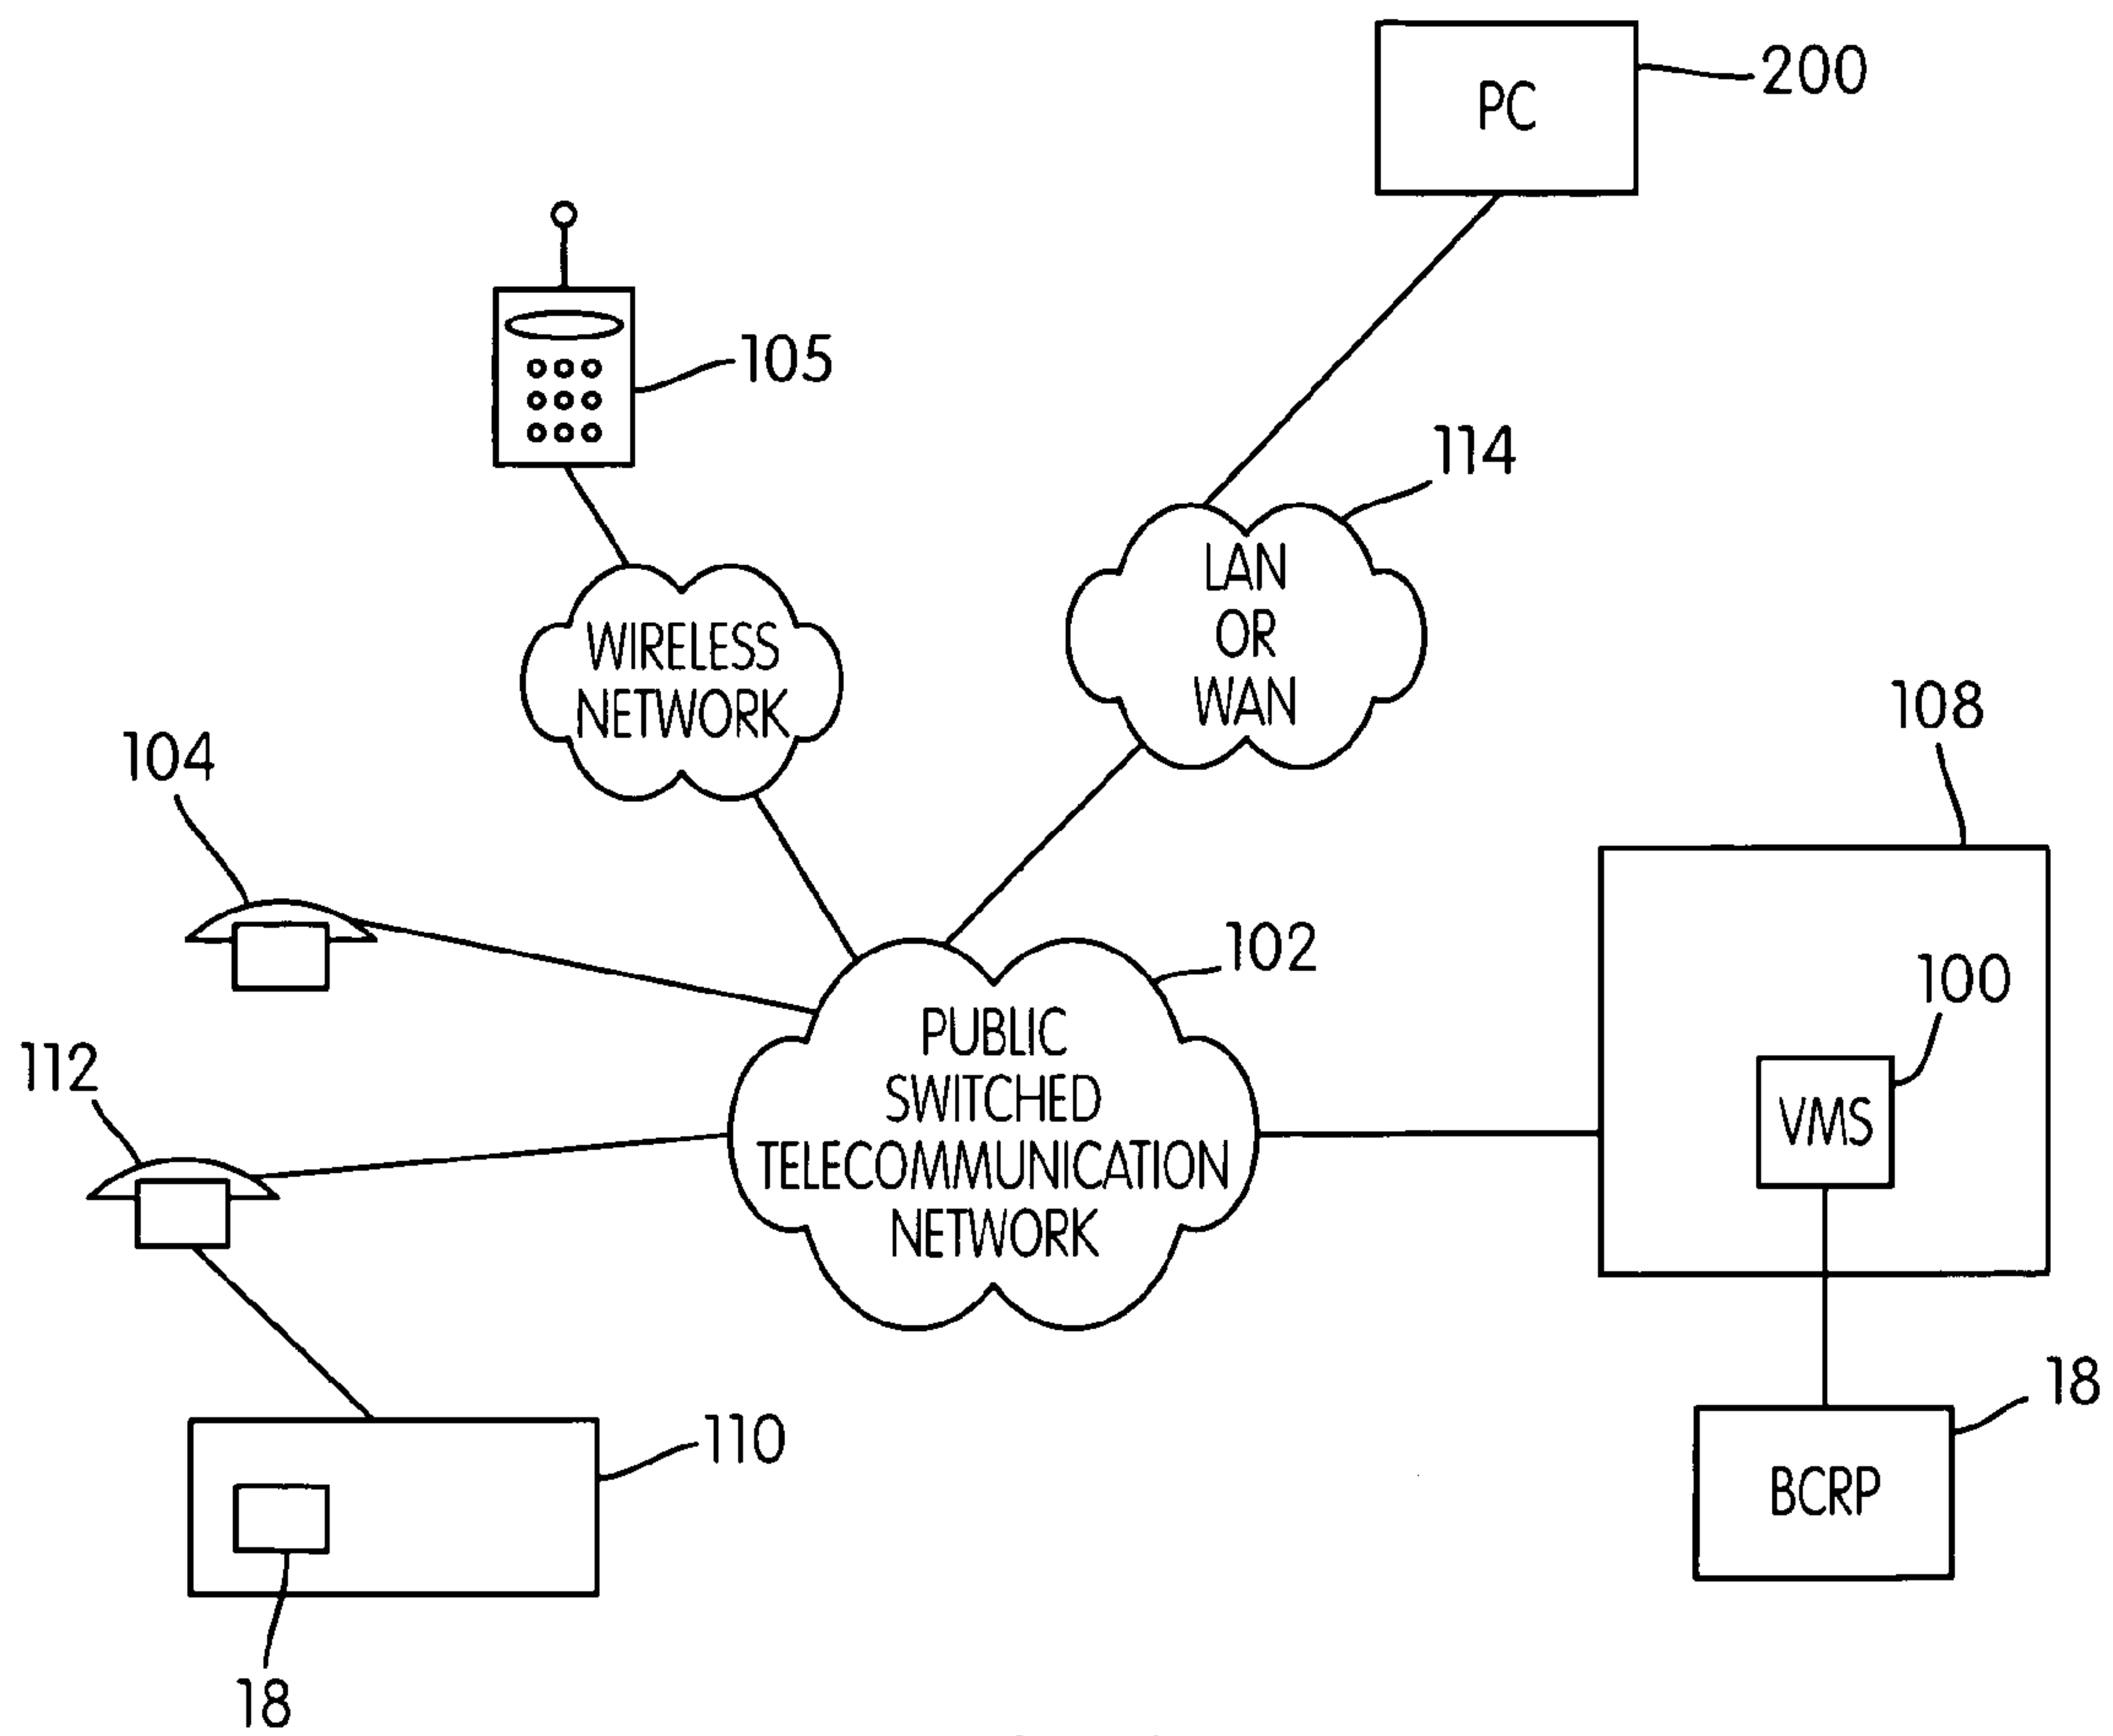 PC
200
105
114
LAN
OR
WAN
WIRELESS
NETWORK
108
104
102
100
PUBLIC
SWITCHED
TELECOMMUNICATION
NETWORK
VMS
112
18
BCRP
110
18